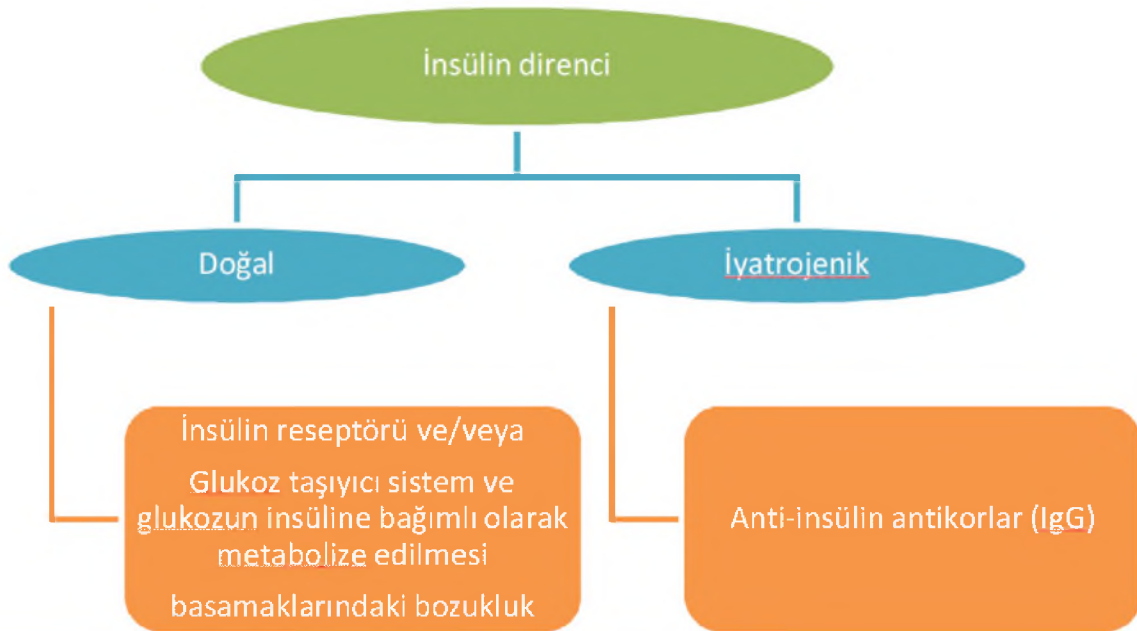 İnsülin direnci
Doğal
İyatrojenik
İnsülin reseptörü ve/veya
Glukoz taşıyıcı sistem ve
glukozun insüline bağımlı olarak
metabolize edilmesi
basamaklarındaki bozukluk
Anti-insülin antikorlar (IgG)